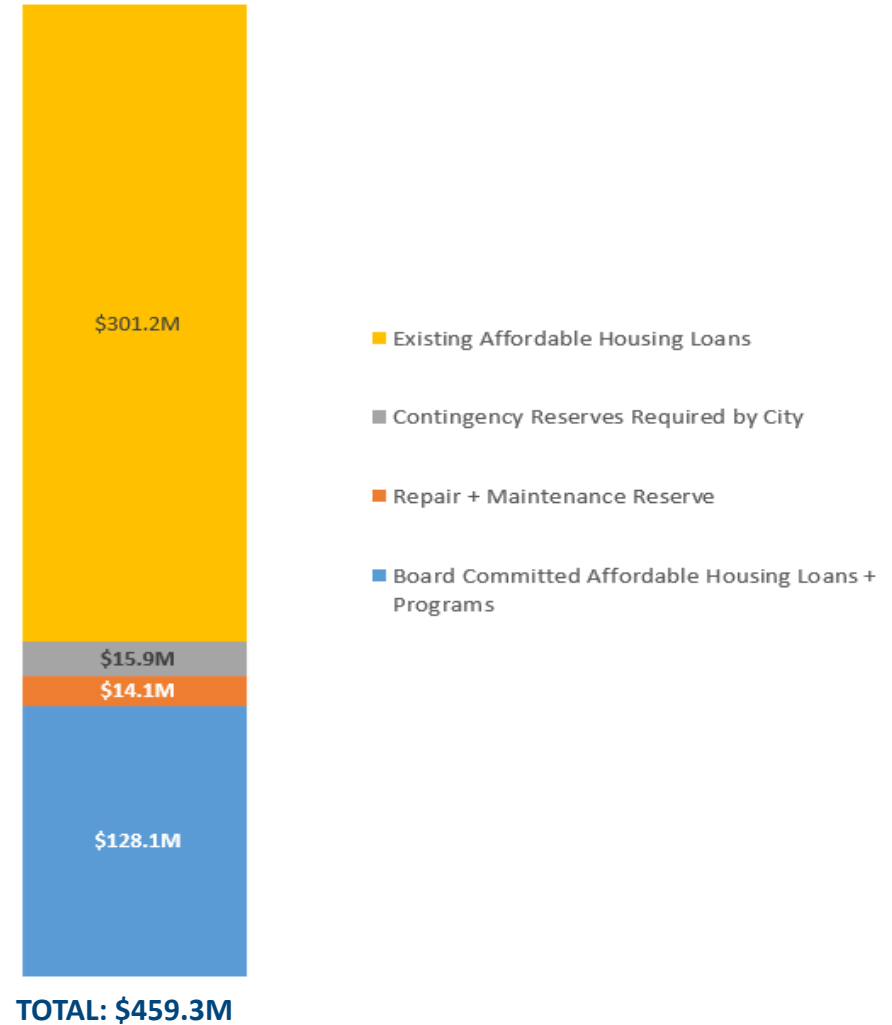 $301.2M
Existing Affordable Housing Loans
Contingency Reserves Required by City
Repair + Maintenance Reserve
Board Committed Affordable Housing Loans +
Programs
$15.9M
$14.1M
$128.1M
TOTAL: $459.3M